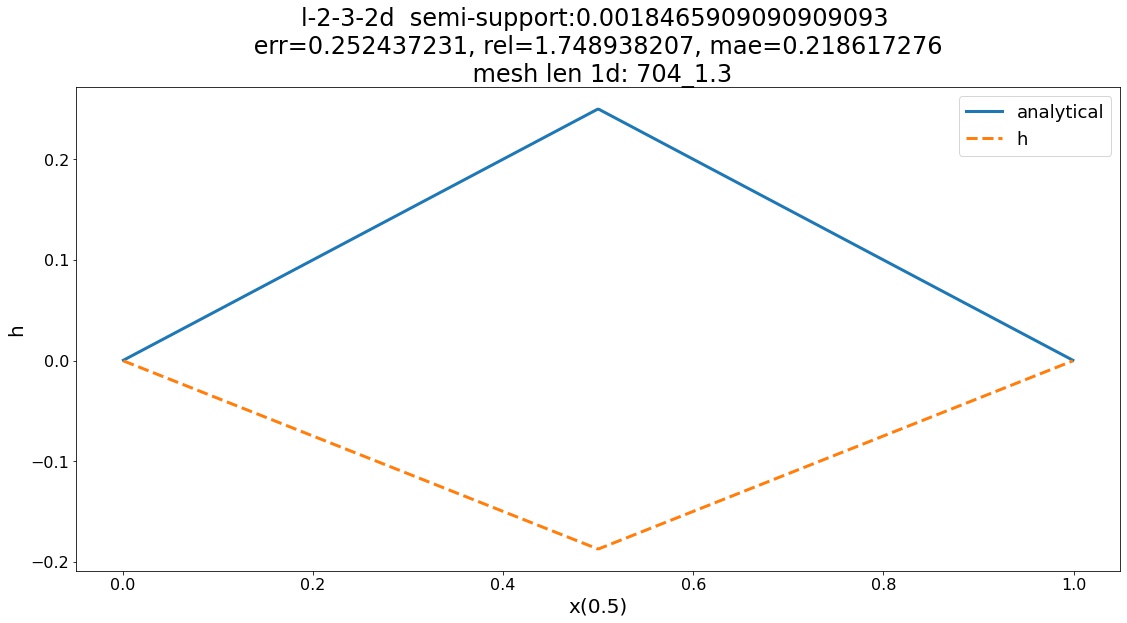 l-2-3-2d  semi-support:0.0018465909090909093
err=0.252437231, rel=1.748938207, mae=0.218617276
mesh len 1d: 704_1.3
analytical
h
h
0.2
0.1
0.0
−0.1
−0.2
0.0 0.2 0.4 0.6 0.8 1.0
x(0.5)